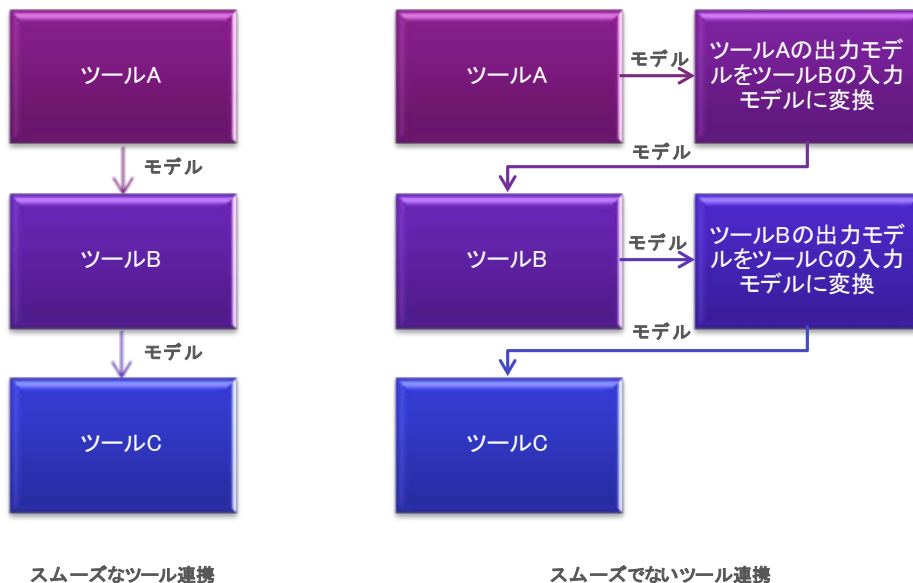 ツールA
モデル
ツールB
モデル
ツールC
スムーズなツール連携
ツールA
モデル
ツールAの出力モデ
ルをツールBの入力
モデルに変換
モデル
ツールB
モデル
ツールBの出力モデ
ルをツールCの入力
モデルに変換
モデル
ツールC
スムーズでないツール連携